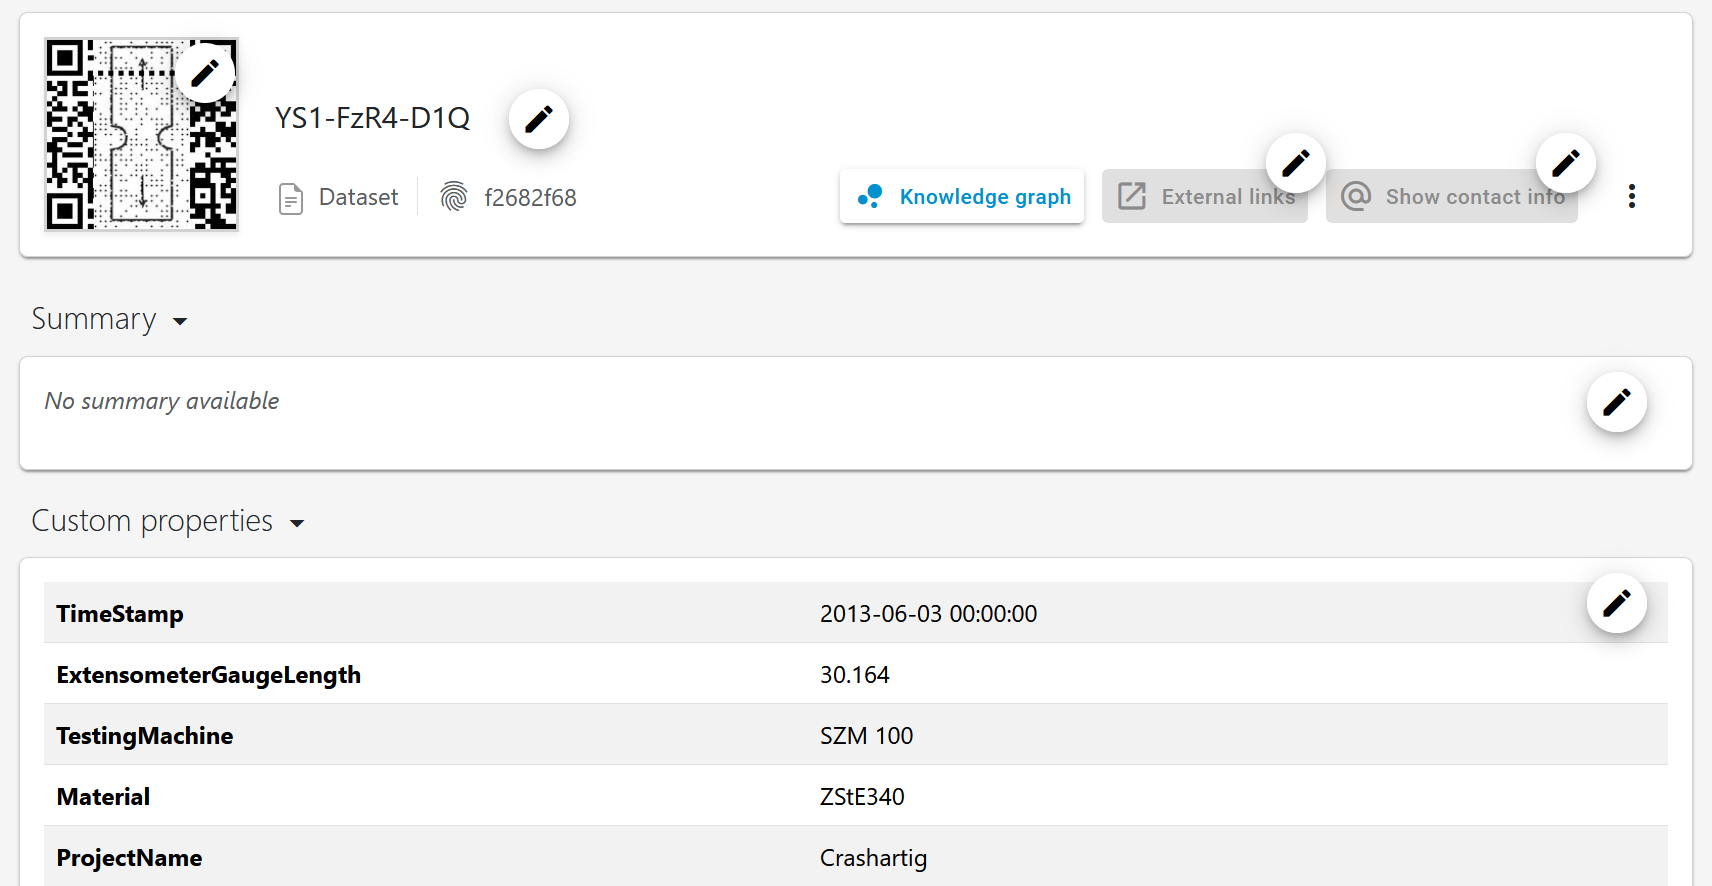 YS1-FzR4-D1Q
Dataset f2682f68
Knowledge graph External links Show contact info
Summary
No summary available
Custom properties
TimeStamp 2013-06-03 00:00:00
ExtensometerGaugeLength 30.164
TestingMachine SZM 100
Material ZStE340
ProjectName Crashartig